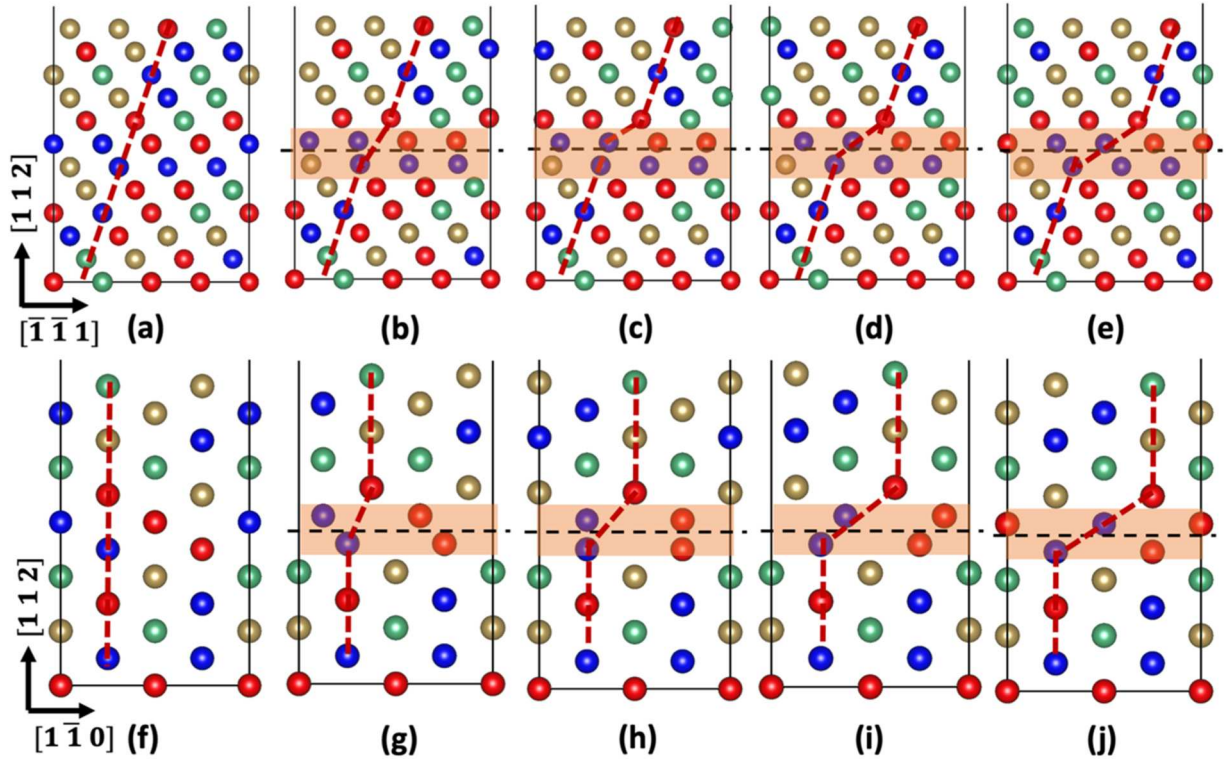 [1 1 2]
[1̅ 1̅ 1]
(a)
(b)
(c)
(d)
(e)
[1 1 2]
[1 1̅ 0]
(f)
(g)
(h)
(i)
(j)